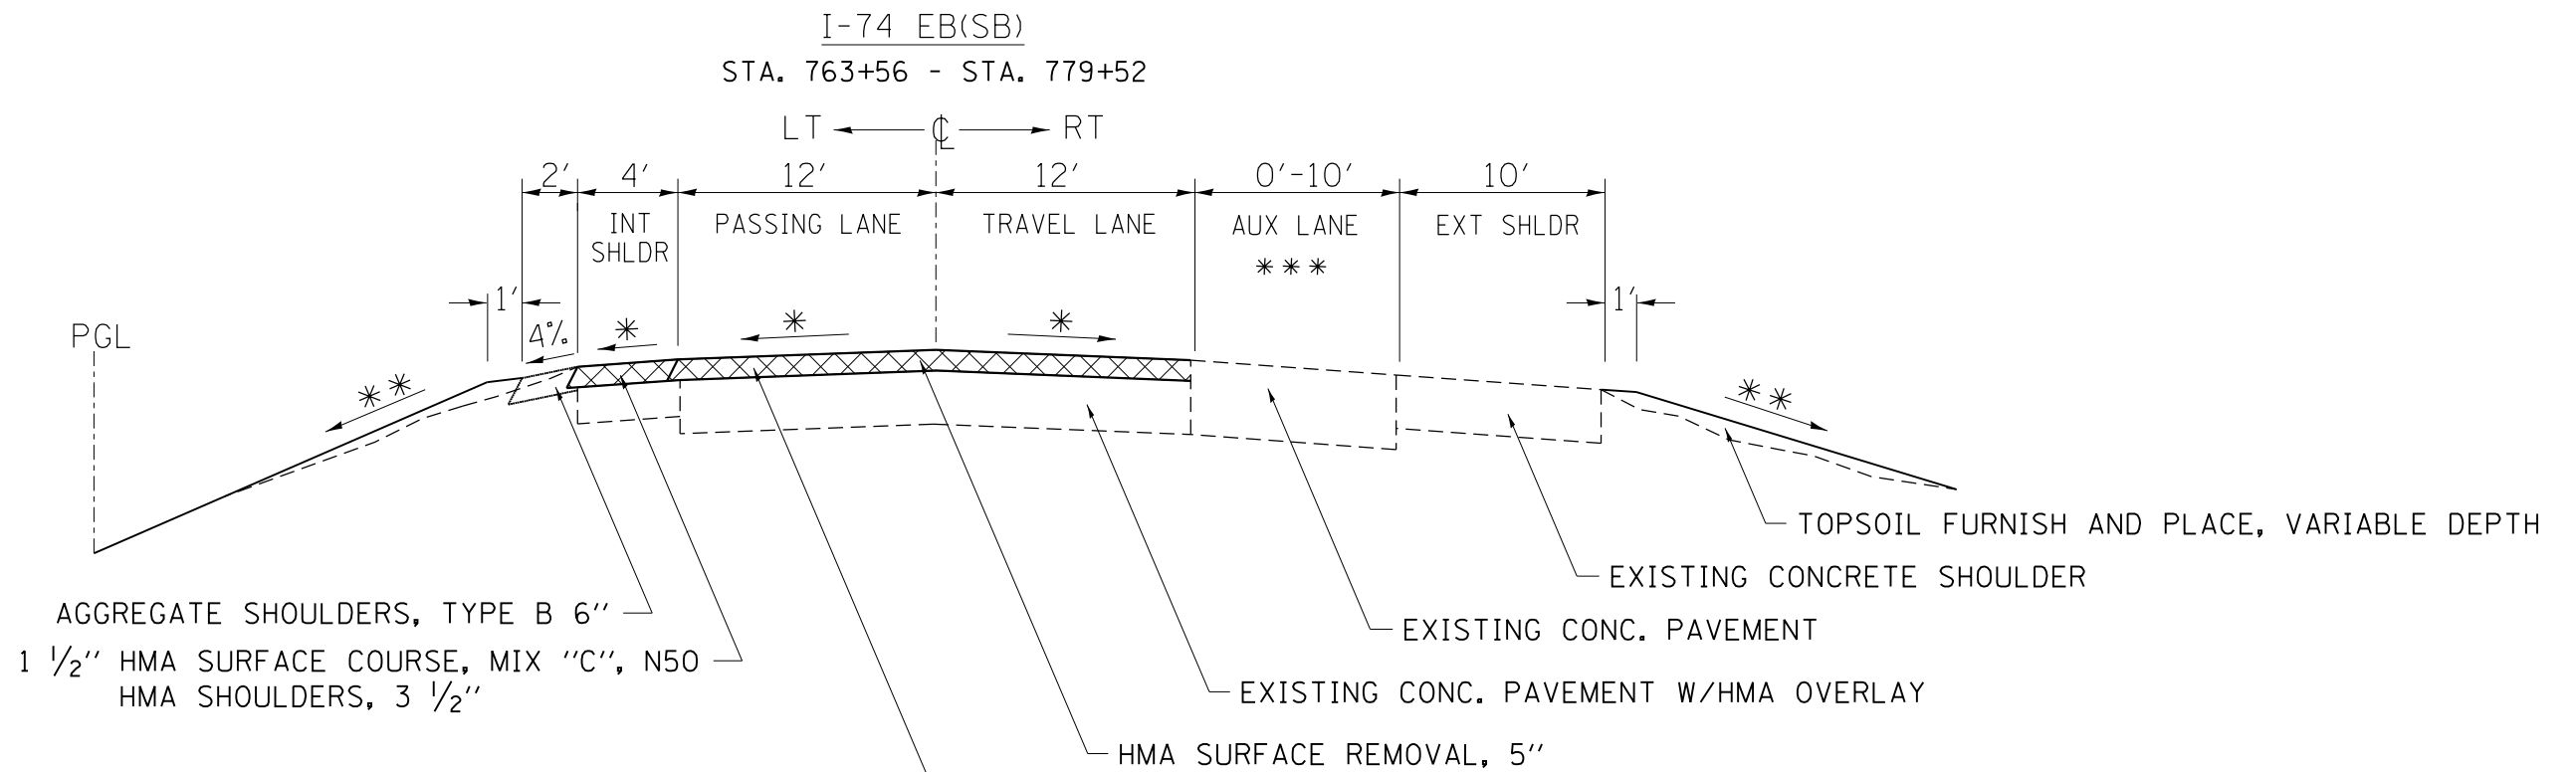 I-74 EB(SB)
STA. 763+56 - STA. 779+52
LT ℄ RT
2' 4' 12' 12' 0'-10' 10'
INT SHLDR
PASSING LANE
TRAVEL LANE
AUX LANE
***
EXT SHLDR
1'
1'
4%
*
*
*
PGL
**
**
TOPSOIL FURNISH AND PLACE, VARIABLE DEPTH
EXISTING CONCRETE SHOULDER
AGGREGATE SHOULDERS, TYPE B 6"
EXISTING CONC. PAVEMENT
1 1/2" HMA SURFACE COURSE, MIX "C", N50
HMA SHOULDERS, 3 1/2"
EXISTING CONC. PAVEMENT W/HMA OVERLAY
HMA SURFACE REMOVAL, 5"